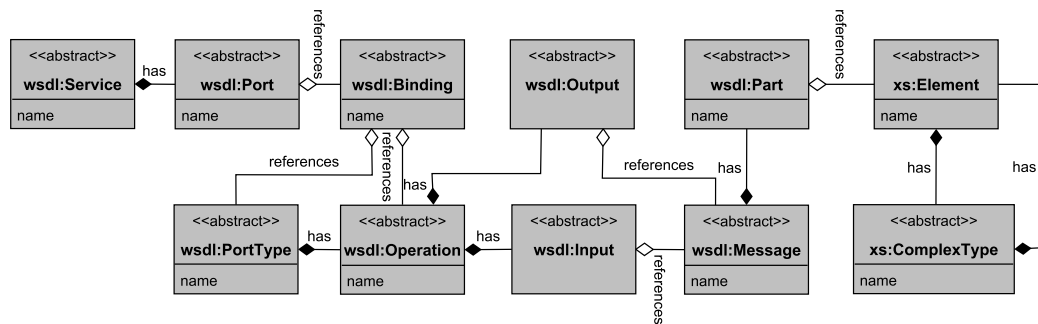 <<abstract>>
wsdl:Service
name
has
<<abstract>>
wsdl:Port
name
references
<<abstract>>
wsdl:Binding
name
<<abstract>>
wsdl:Output
<<abstract>>
wsdl:Part
name
references
<<abstract>>
xs:Element
name
references
references
has
references
has
has
has
<<abstract>>
wsdl:PortType
name
has
<<abstract>>
wsdl:Operation
name
has
<<abstract>>
wsdl:Input
references
<<abstract>>
wsdl:Message
name
<<abstract>>
xs:ComplexType
name